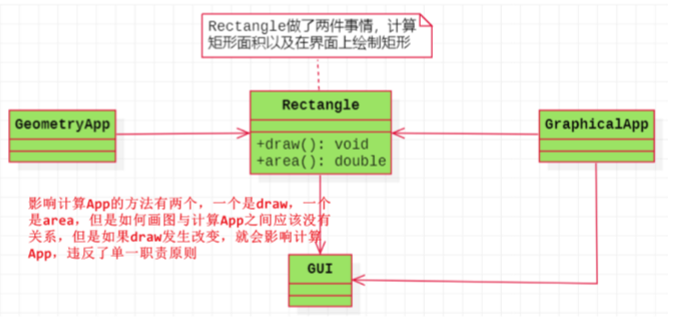 Rectangle做了两件事情，计算
矩形面积以及在界面上绘制矩形
Rectangle
GeometryApp
GraphicalApp
+draw(): void
+area(): double
影响计算App的方法有两个，一个是draw，一个
是area，但是如何画图与计算App之间应该没有
关系，但是如果draw发生改变，就会影响计算
App，违反了单一职责原则
GUI